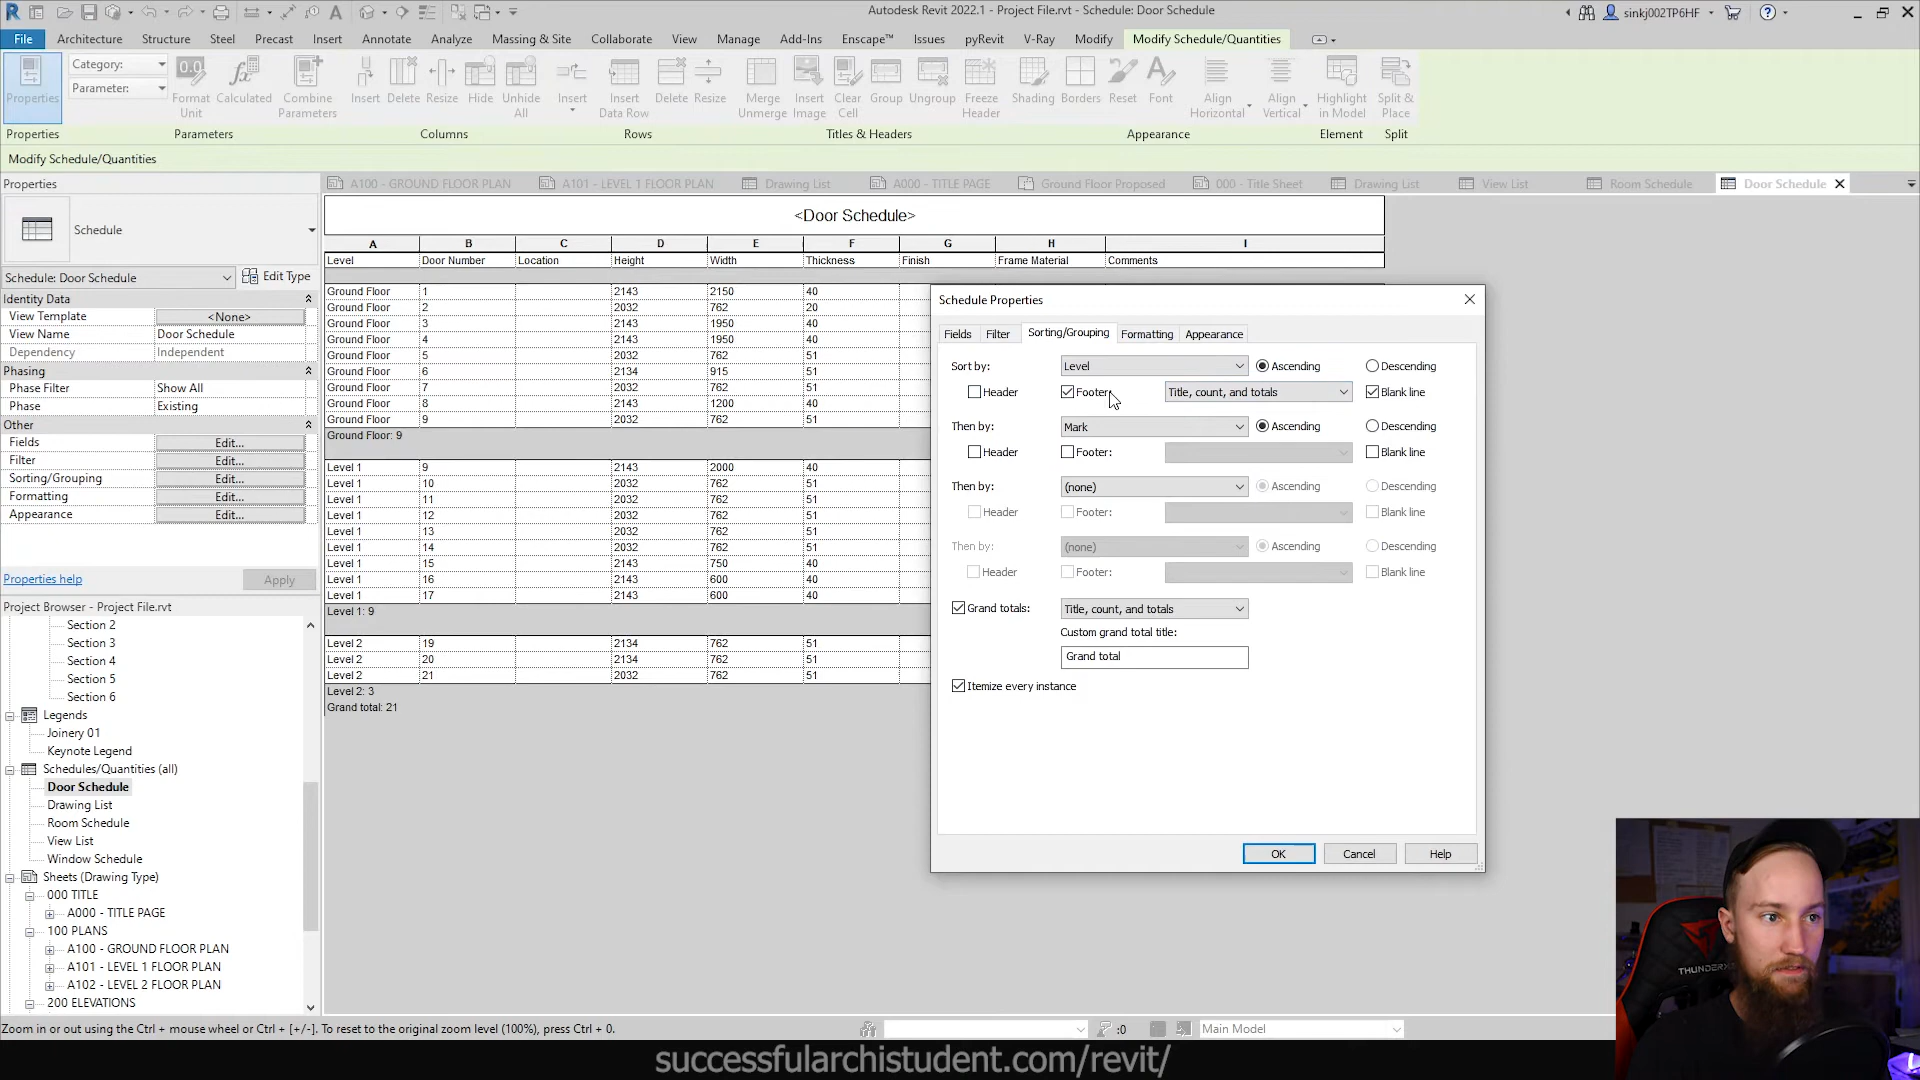 Autodesk Revit 2022.1 - Project File.rvt - Schedule: Door Schedule
sinkj002TP6HF
File Architecture Structure Steel Precast Insert Annotate Analyze Massing & Site Collaborate View Manage Add-Ins Enscape™ Issues pyRevit V-Ray Modify Modify Schedule/Quantities
Properties
Category:
Parameter:
Format Unit
Calculated
Combine Parameters
Insert
Delete
Resize
Hide
Unhide All
Insert
Insert Data Row
Delete
Resize
Merge Unmerge
Insert Image
Clear Cell
Group
Ungroup
Freeze Header
Shading
Borders
Reset
Font
Align Horizontal
Align Vertical
Highlight in Model
Split & Place
Properties Parameters Columns Rows Titles & Headers Appearance Element Split
Modify Schedule/Quantities
Properties
A100 - GROUND FLOOR PLAN A101 - LEVEL 1 FLOOR PLAN Drawing List A000 - TITLE PAGE Ground Floor Proposed 000 - Title Sheet Drawing List View List Room Schedule Door Schedule
Schedule
Schedule: Door Schedule Edit Type
Identity Data
View Template <None>
View Name Door Schedule
Dependency Independent
Phasing
Phase Filter Show All
Phase Existing
Other
Fields Edit...
Filter Edit...
Sorting/Grouping Edit...
Formatting Edit...
Appearance Edit...
Properties help Apply
Project Browser - Project File.rvt
Section 2
Section 3
Section 4
Section 5
Section 6
Legends
Joinery 01
Keynote Legend
Schedules/Quantities (all)
Door Schedule
Drawing List
Room Schedule
View List
Window Schedule
Sheets (Drawing Type)
000 TITLE
A000 - TITLE PAGE
100 PLANS
A100 - GROUND FLOOR PLAN
A101 - LEVEL 1 FLOOR PLAN
A102 - LEVEL 2 FLOOR PLAN
200 ELEVATIONS
<Door Schedule>
A B C D E F G H I
Level Door Number Location Height Width Thickness Finish Frame Material Comments
Ground Floor 1 2143 2150 40
Ground Floor 2 2032 762 20
Ground Floor 3 2143 1950 40
Ground Floor 4 2143 1950 40
Ground Floor 5 2032 762 51
Ground Floor 6 2134 915 51
Ground Floor 7 2032 762 51
Ground Floor 8 2143 1200 40
Ground Floor 9 2032 762 51
Ground Floor: 9
Level 1 9 2143 2000 40
Level 1 10 2032 762 51
Level 1 11 2032 762 51
Level 1 12 2032 762 51
Level 1 13 2032 762 51
Level 1 14 2032 762 51
Level 1 15 2143 750 40
Level 1 16 2143 600 40
Level 1 17 2143 600 40
Level 1: 9
Level 2 19 2134 762 51
Level 2 20 2134 762 51
Level 2 21 2032 762 51
Level 2: 3
Grand total: 21
Schedule Properties
Fields Filter Sorting/Grouping Formatting Appearance
Sort by: Level Ascending Descending
Header Footer: Title, count, and totals Blank line
Then by: Mark Ascending Descending
Header Footer: Blank line
Then by: (none) Ascending Descending
Header Footer: Blank line
Then by: (none) Ascending Descending
Header Footer: Blank line
Grand totals: Title, count, and totals
Custom grand total title:
Grand total
Itemize every instance
OK Cancel Help
Zoom in or out using the Ctrl + mouse wheel or Ctrl + [+/-]. To reset to the original zoom level (100%), press Ctrl + 0.
:0 Main Model
THUNDERX3
successfularchistudent.com/revit/